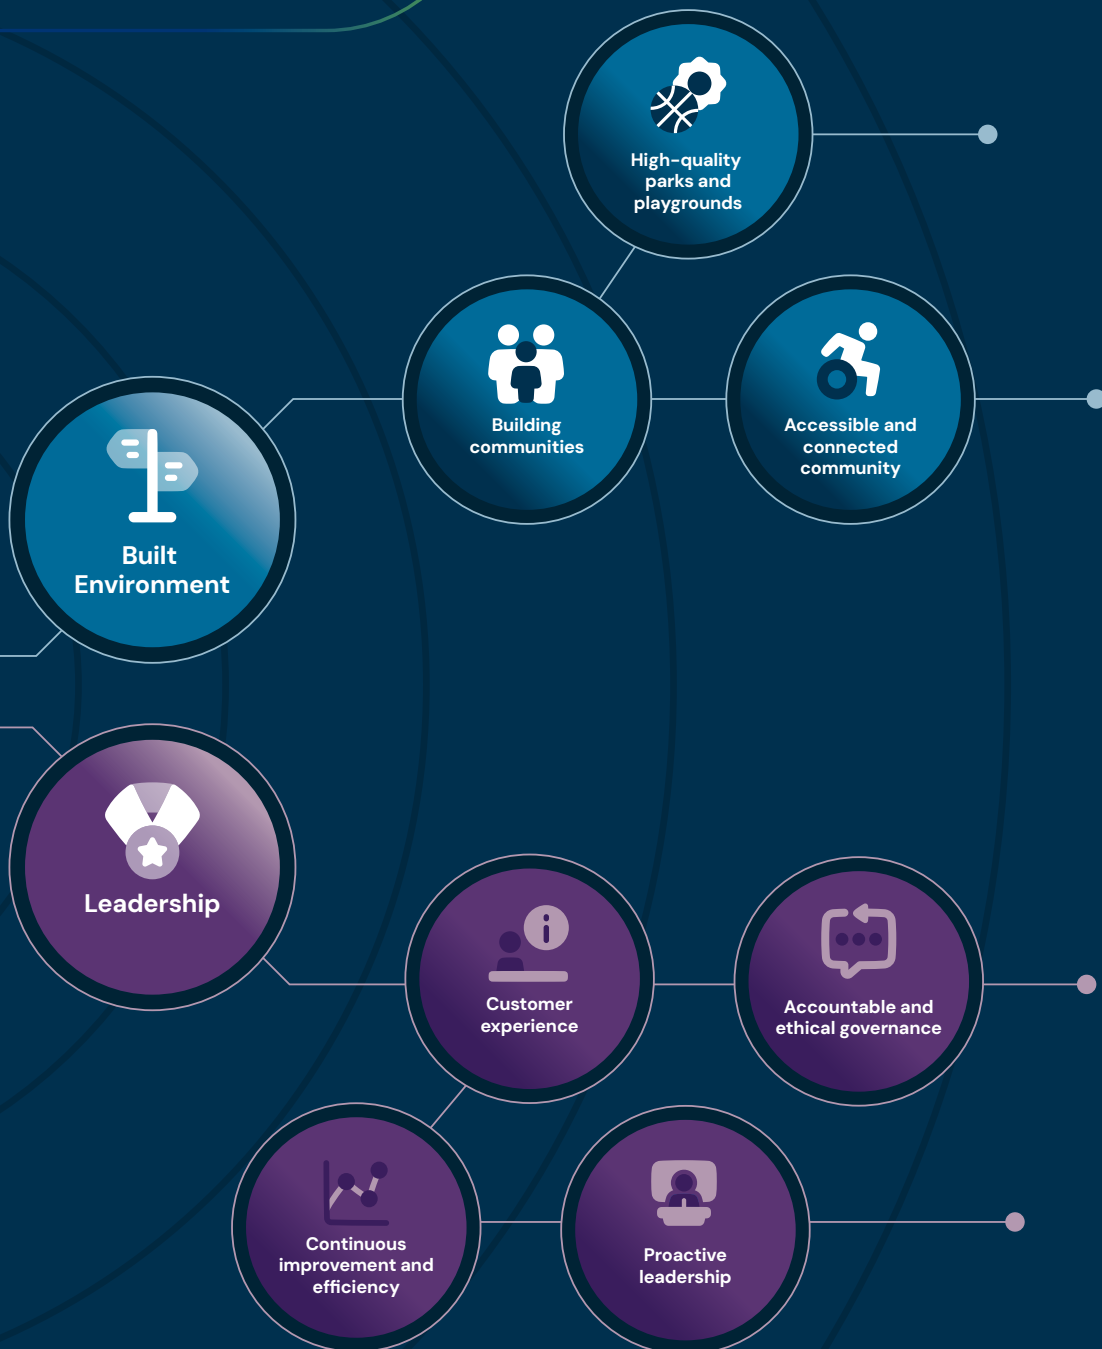 High-quality
parks and
playgrounds
Building
communities
Accessible and
connected
community
Built
Environment
Leadership
Customer
experience
Accountable and
ethical governance
Continuous
improvement and
efficiency
Proactive
leadership